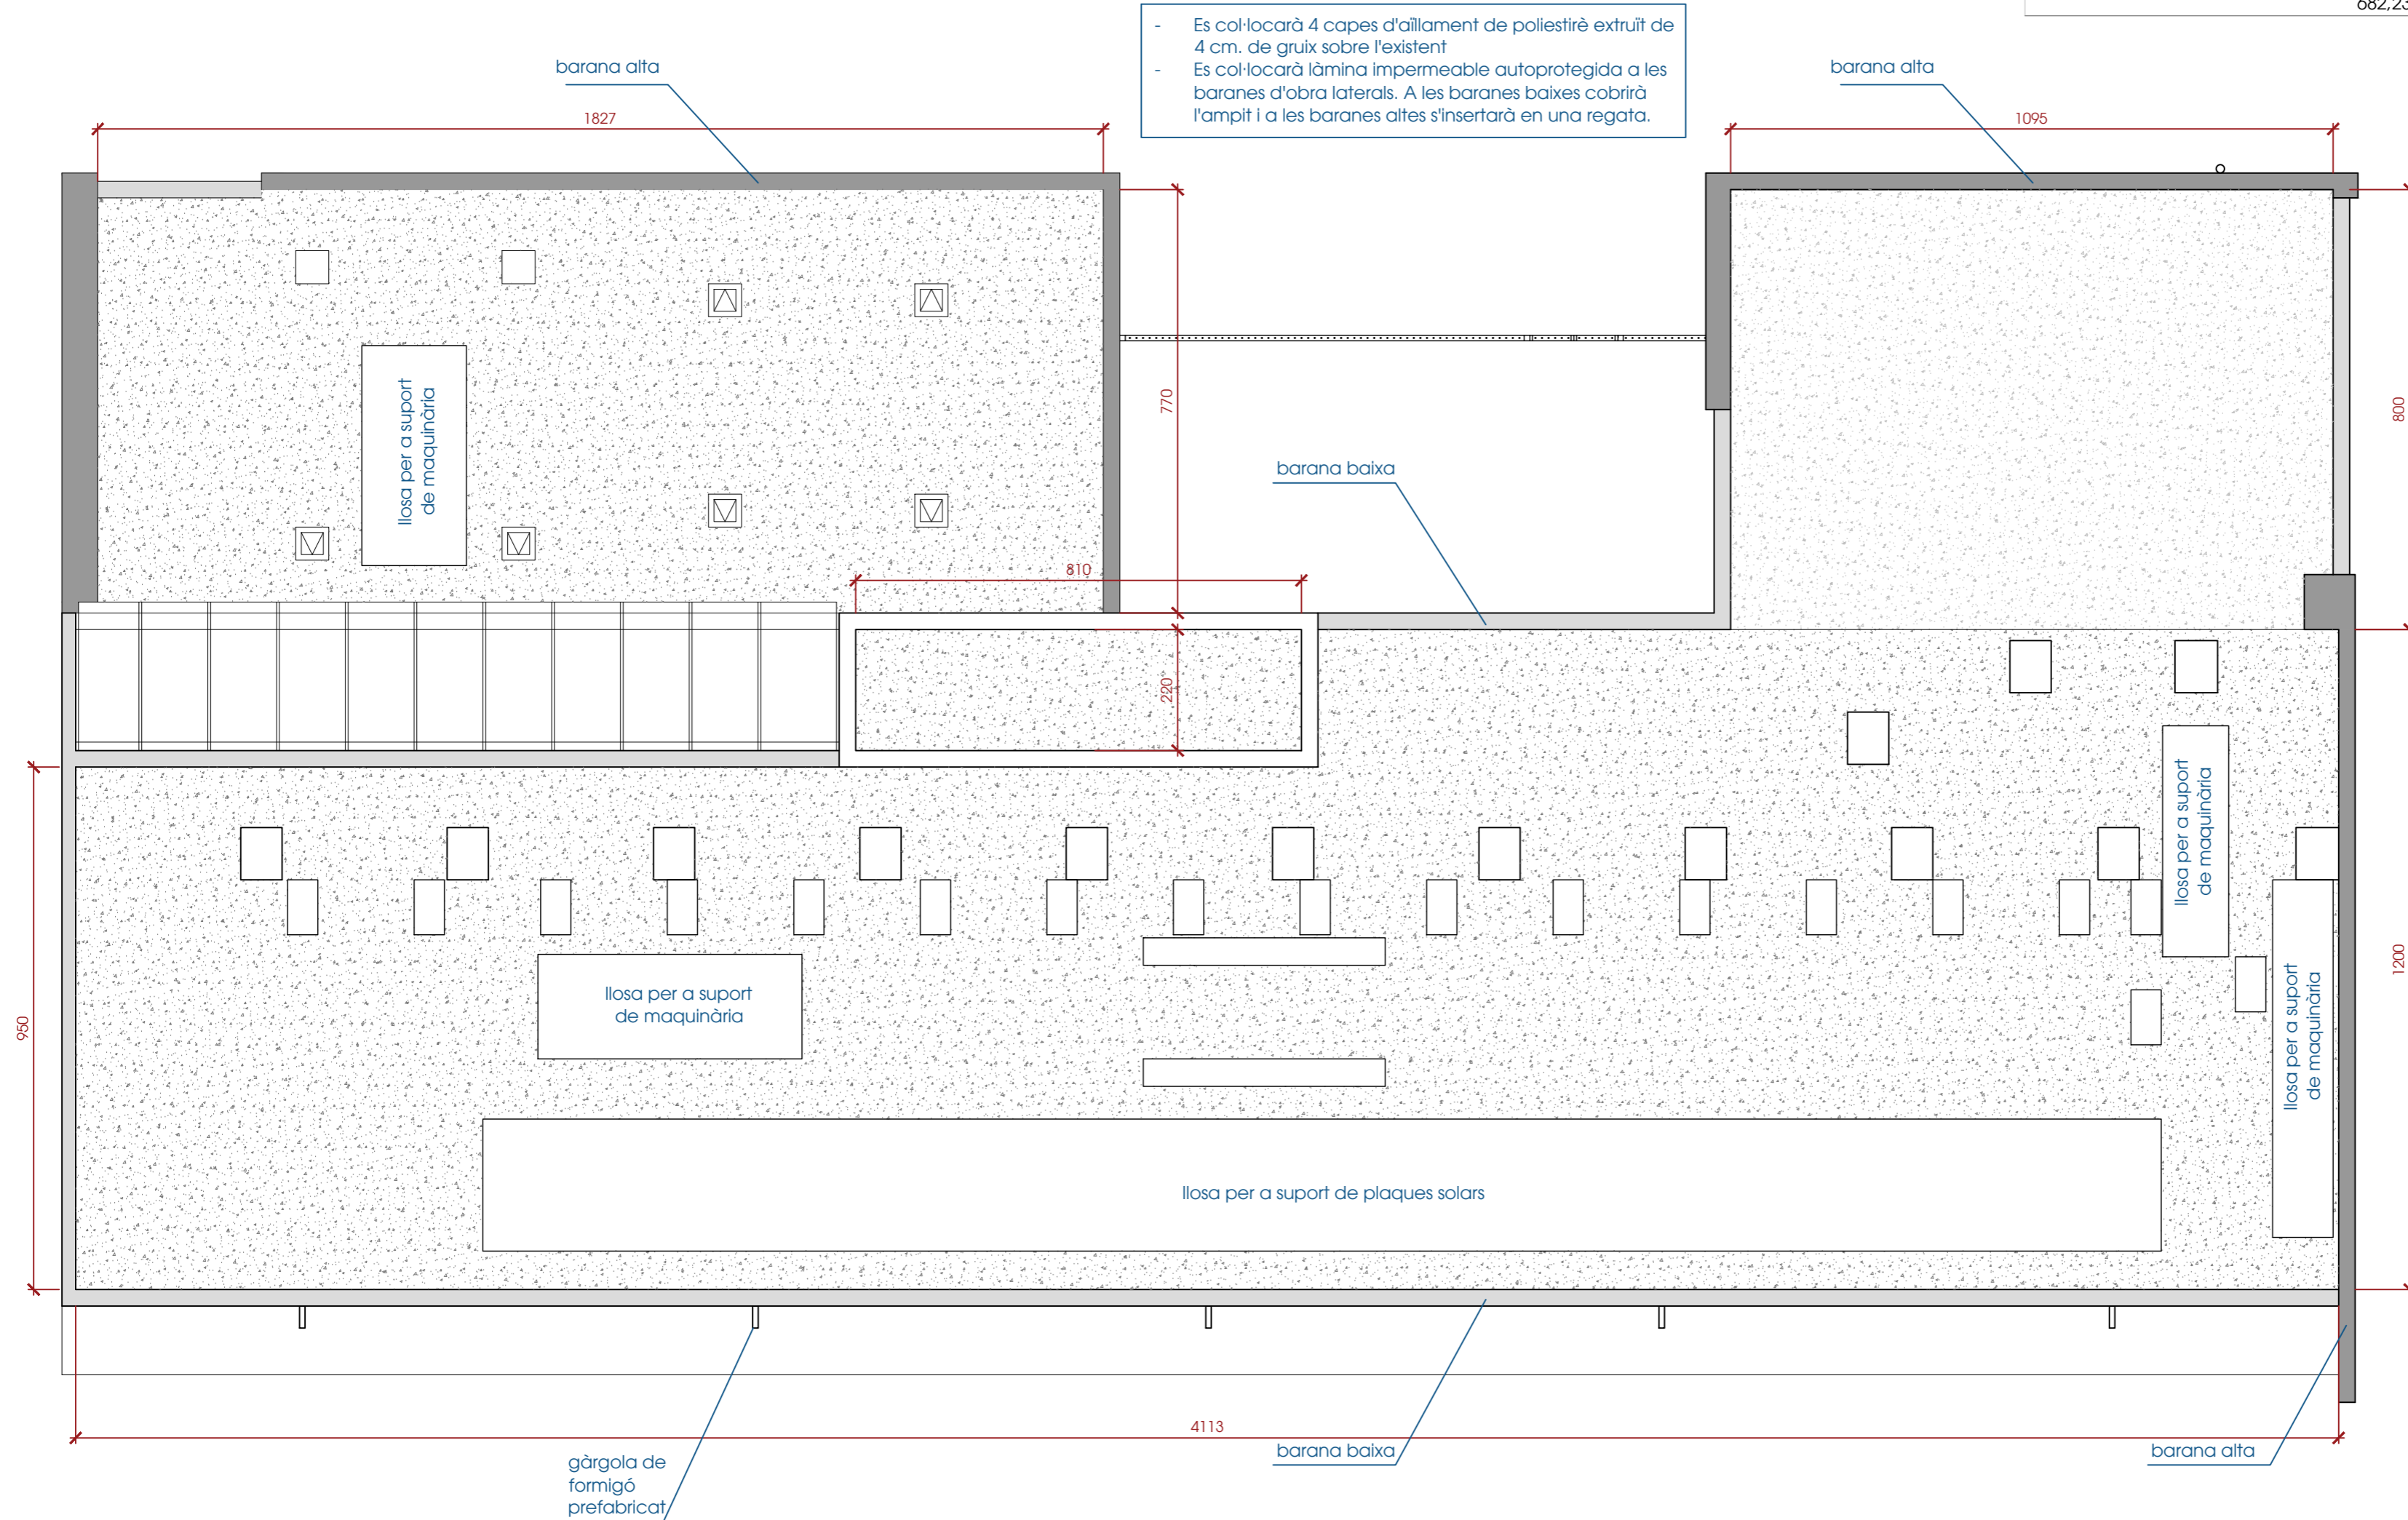 682,23
-	Es col·locarà 4 capes d'aïllament de poliestirè extruït de
4 cm. de gruix sobre l'existent
-	Es col·locarà làmina impermeable autoprotegida a les
baranes d'obra laterals. A les baranes baixes cobrirà
l'ampit i a les baranes altes s'insertarà en una regata.
barana alta
barana alta
1827
1095
770
800
llosa per a suport
de maquinària
barana baixa
810
220
llosa per a suport
de maquinària
950
1200
llosa per a suport
de maquinària
llosa per a suport
de maquinària
llosa per a suport de plaques solars
4113
gàrgola de
formigó
prefabricat
barana baixa
barana alta